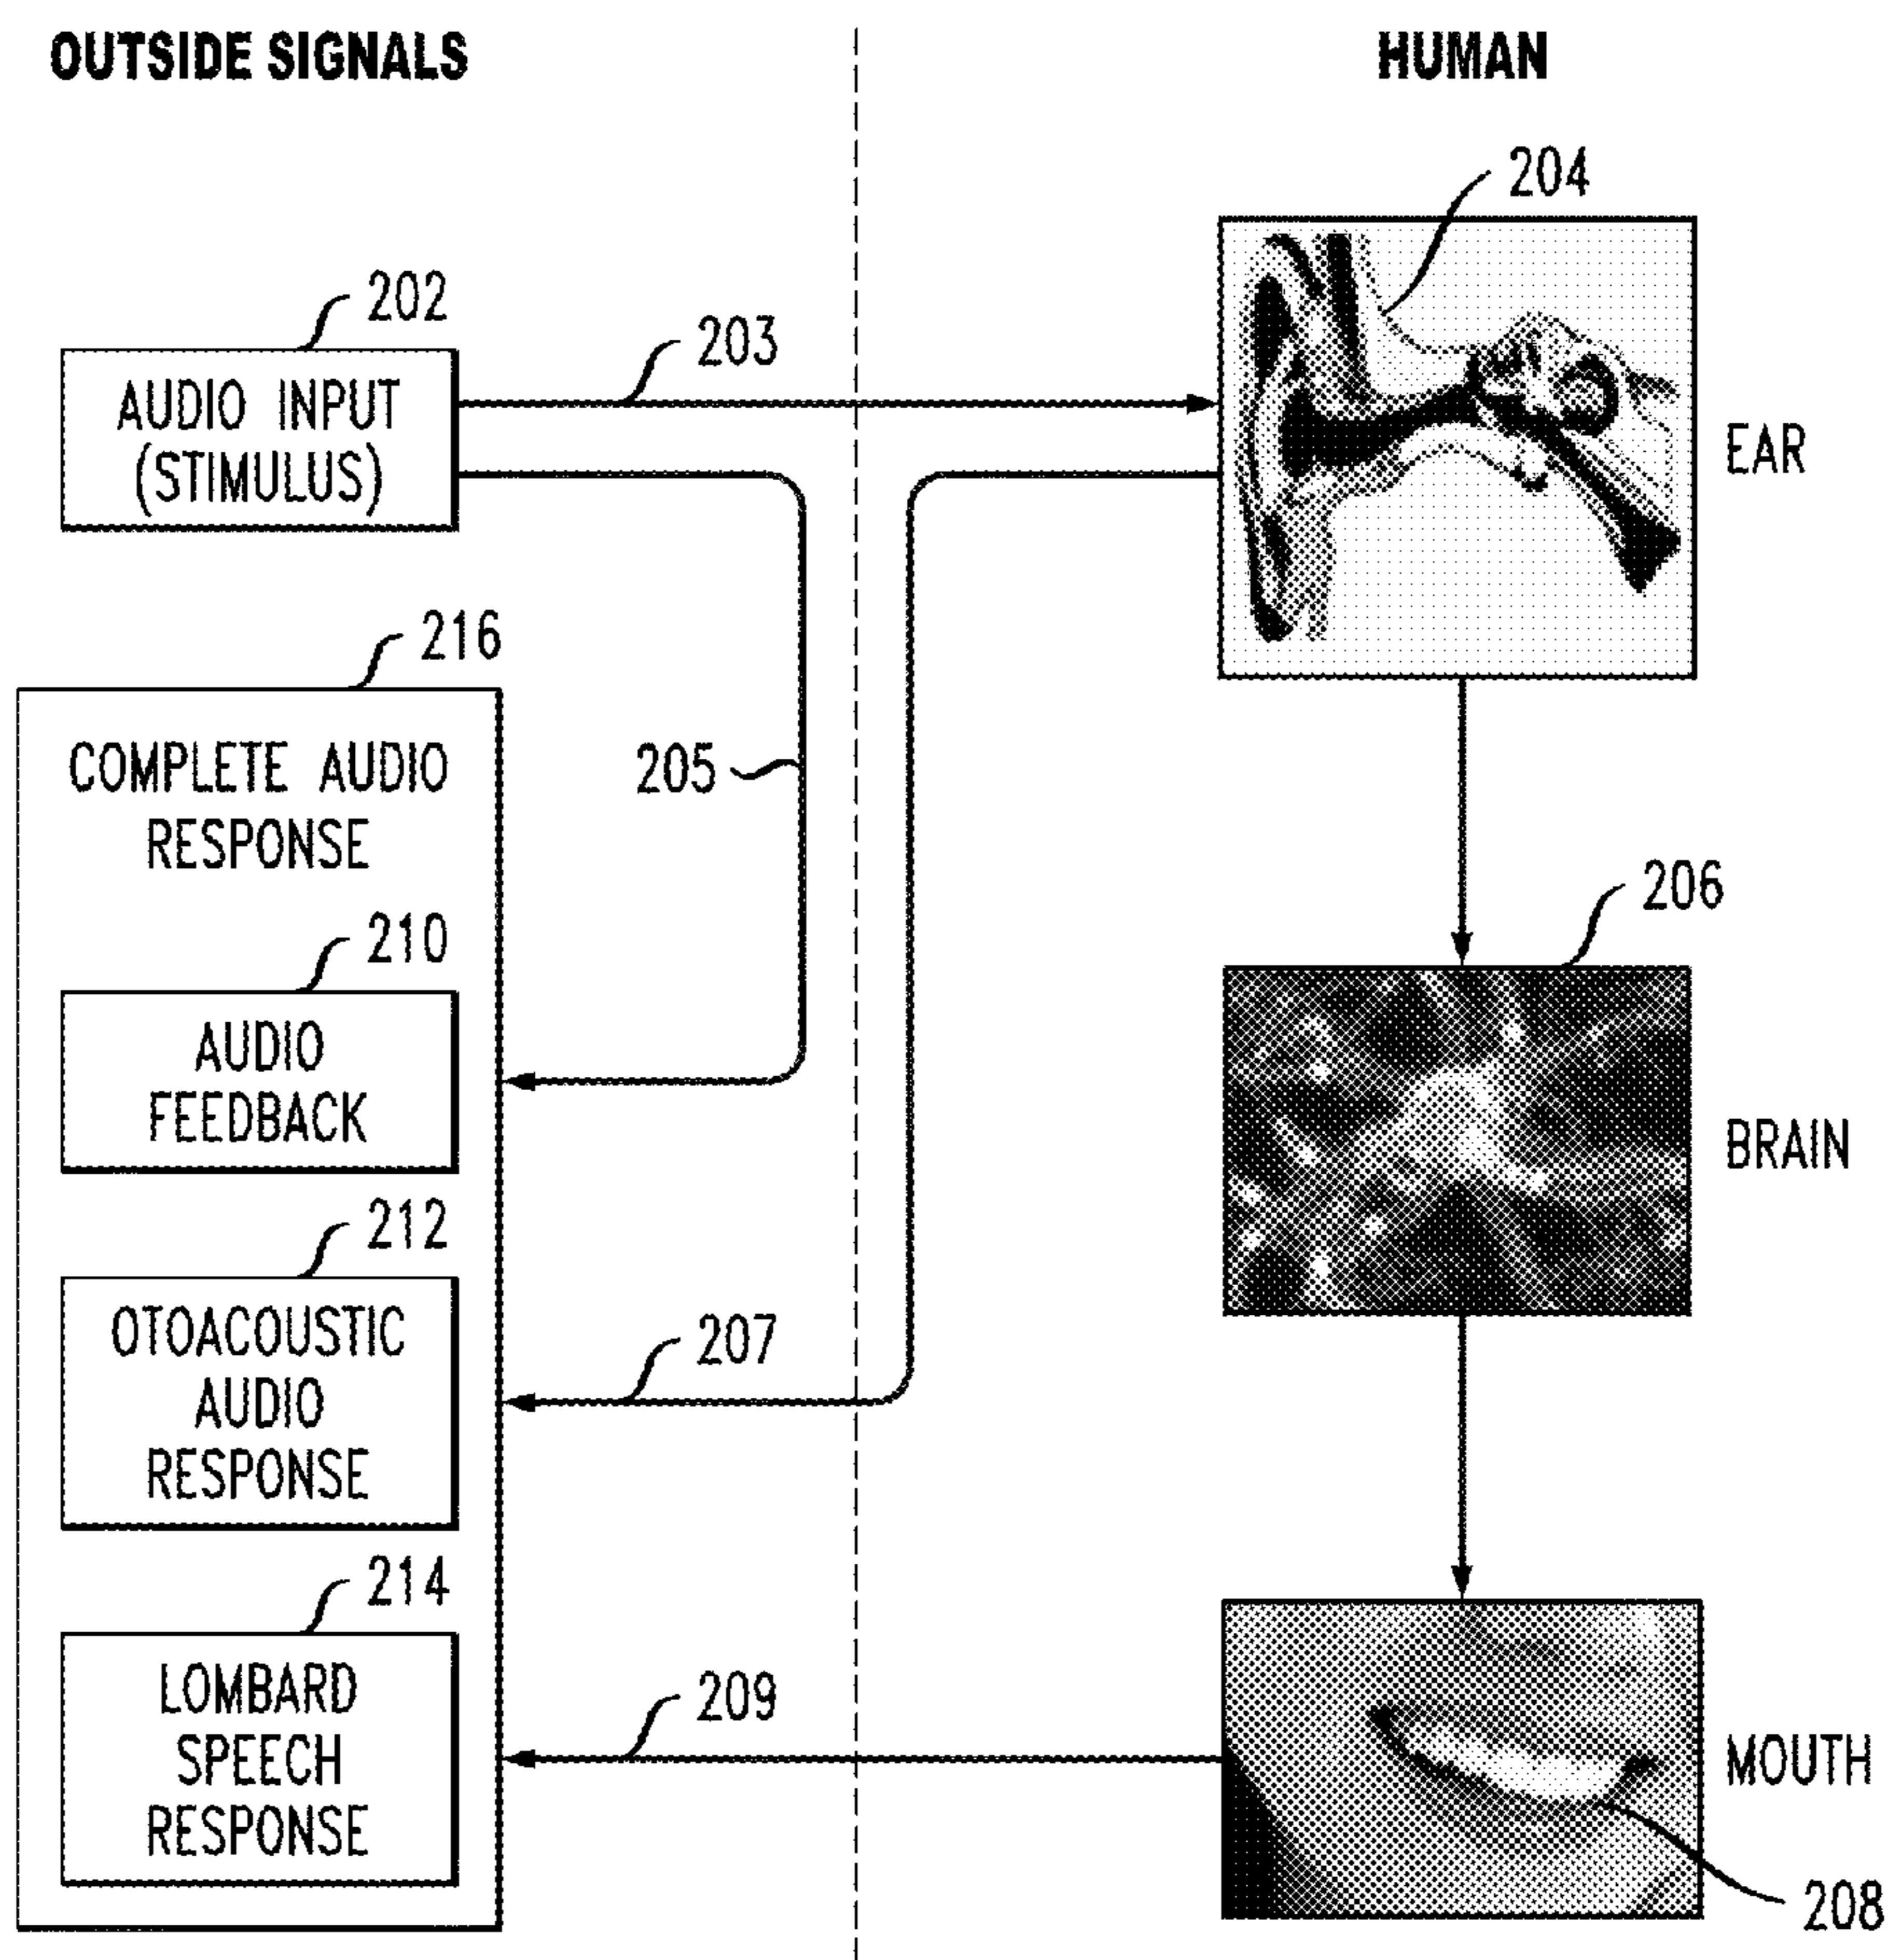 OUTSIDE SIGNALS
HUMAN
204
202
203
AUDIO INPUT
(STIMULUS)
EAR
216
COMPLETE AUDIO
RESPONSE
205
206
210
AUDIO
FEEDBACK
BRAIN
212
OTOACOUSTIC
AUDIO
RESPONSE
207
214
LOMBARD
SPEECH
RESPONSE
209
MOUTH
208